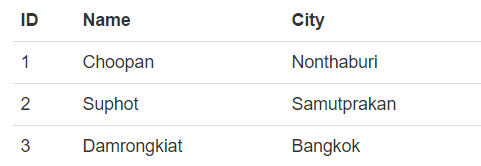 ID Name City
1 Choopan Nonthaburi
2 Suphot Samutprakan
3 Damrongkiat Bangkok